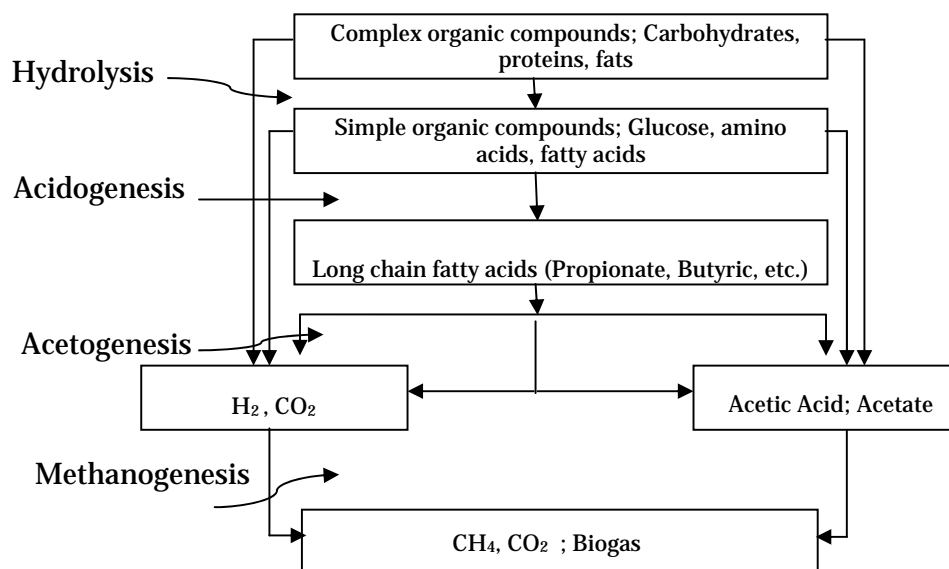 Complex organic compounds; Carbohydrates,
proteins, fats
Hydrolysis
Simple organic compounds; Glucose, amino
acids, fatty acids
Acidogenesis
Long chain fatty acids (Propionate, Butyric, etc.)
Acetogenesis
H₂ , CO₂
Acetic Acid; Acetate
Methanogenesis
CH₄, CO₂ ; Biogas